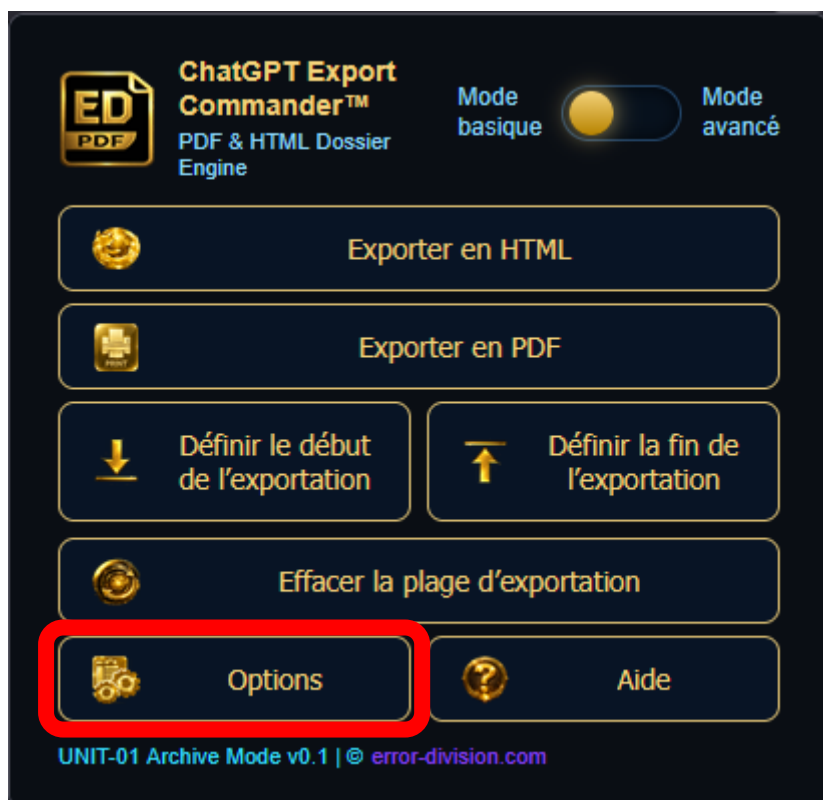 ED
PDF
ChatGPT Export
Commander™
PDF & HTML Dossier
Engine
Mode
basique
Mode
avancé
Exporter en HTML
PRINT
Exporter en PDF
Définir le début
de l’exportation
Définir la fin de
l’exportation
Effacer la plage d’exportation
Options
Aide
UNIT-01 Archive Mode v0.1 | © error-division.com